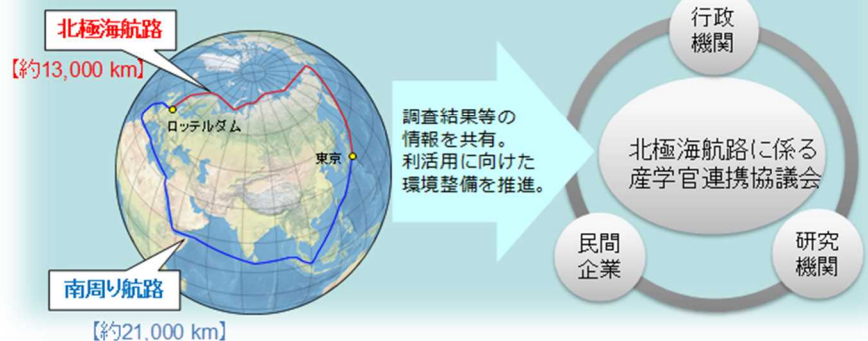 北極海航路
【約13,000 km】
ロッテルダム
東京
南周り航路
【約21,000 km】
調査結果等の
情報を共有。
利活用に向けた
環境整備を推進。
行政
機関
北極海航路に係る
産学官連携協議会
民間
企業
研究
機関